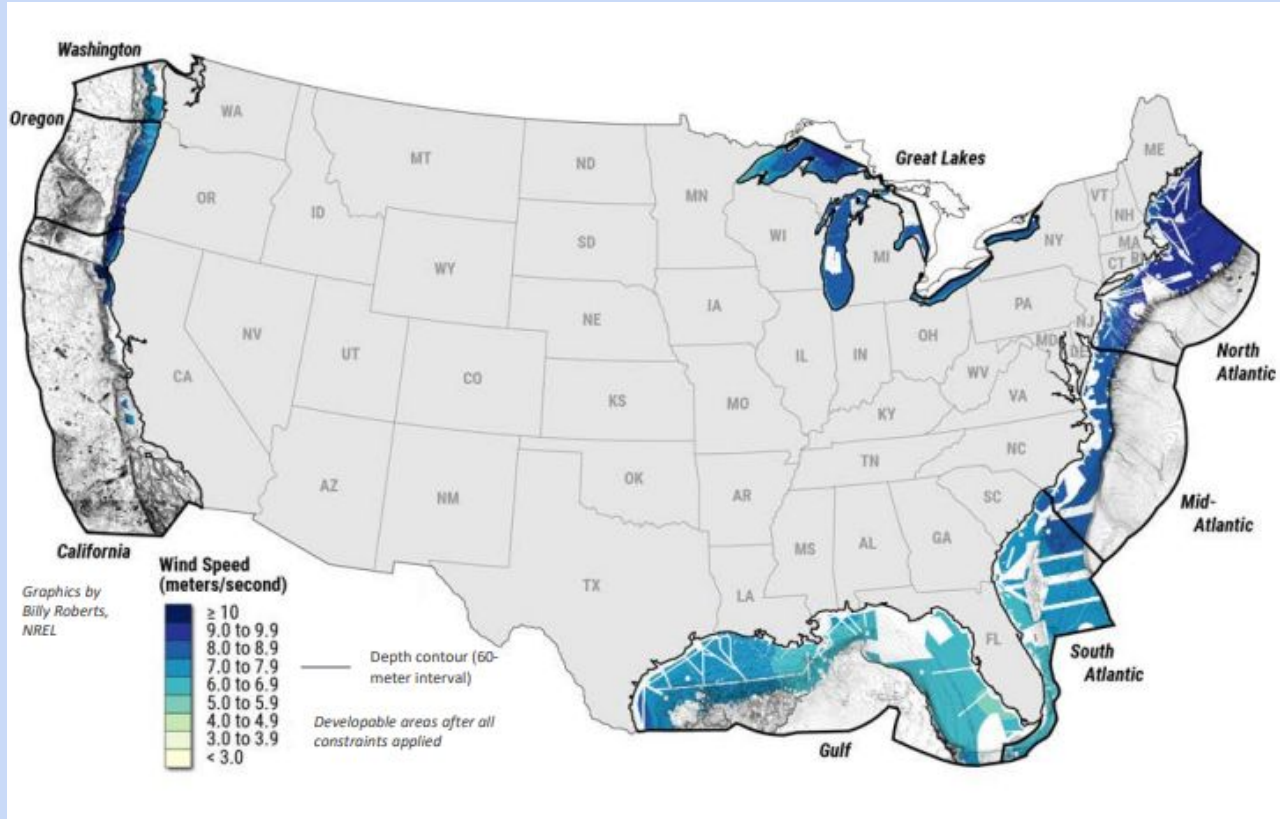 Washington
Oregon
WA
MT
ND
MN
Great Lakes
ME
VT
NH
OR
ID
SD
WI
MI
NY
MA
CT
WY
IA
PA
NJ
NE
OH
MD
DE
NV
UT
CO
IL
IN
WV
VA
North
Atlantic
CA
KS
MO
KY
NC
AZ
NM
OK
TN
AR
SC
Mid-
Atlantic
MS
AL
GA
TX
LA
FL
South
Atlantic
Gulf
California
Graphics by
Billy Roberts,
NREL
Wind Speed
(meters/second)
≥ 10
9.0 to 9.9
8.0 to 8.9
7.0 to 7.9
6.0 to 6.9
5.0 to 5.9
4.0 to 4.9
3.0 to 3.9
< 3.0
Depth contour (60-
meter interval)
Developable areas after all
constraints applied